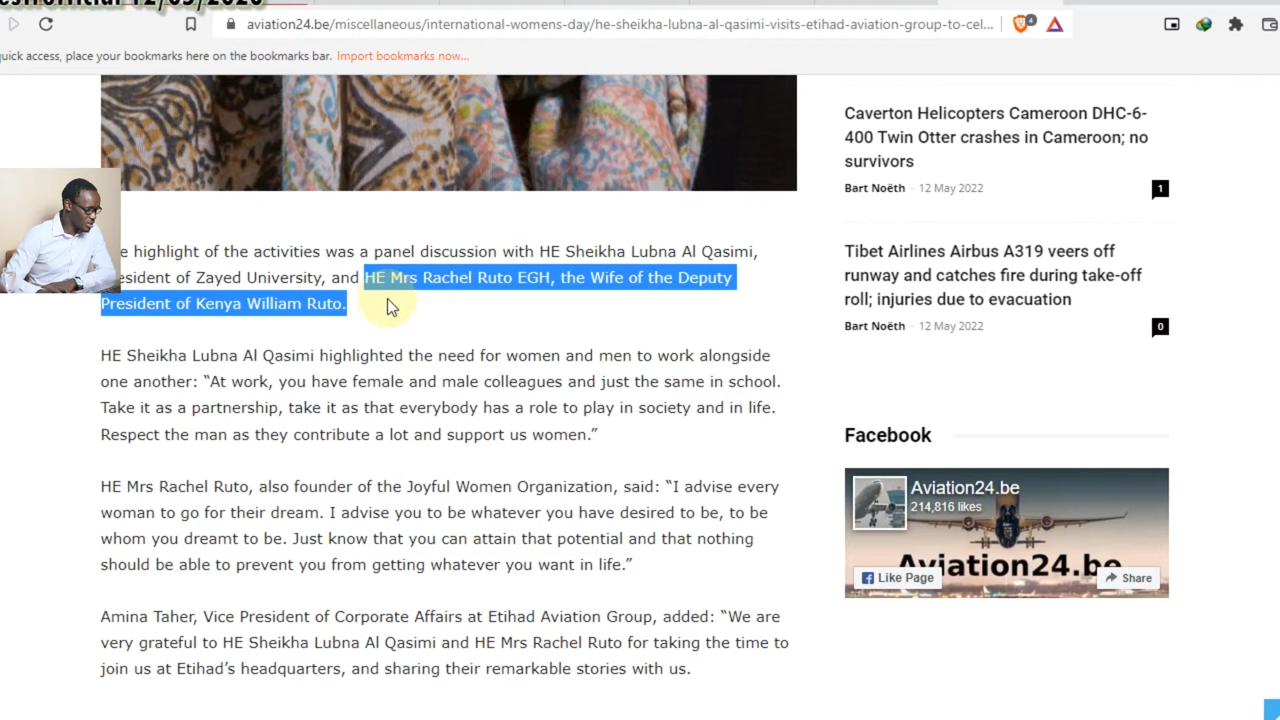 12/05/2020
aviation24.be/miscellaneous/international-womens-day/he-sheikha-lubna-al-qasimi-visits-etihad-aviation-group-to-cel...
4
quick access, place your bookmarks here on the bookmarks bar. Import bookmarks now...
highlight of the activities was a panel discussion with HE Sheikha Lubna Al Qasimi,
of Zayed University, and HE Mrs Rachel Ruto EGH, the Wife of the Deputy
President of Kenya William Ruto.
HE Sheikha Lubna Al Qasimi highlighted the need for women and men to work alongside
one another: “At work, you have female and male colleagues and just the same in school.
Take it as a partnership, take it as that everybody has a role to play in society and in life.
Respect the man as they contribute a lot and support us women.”
HE Mrs Rachel Ruto, also founder of the Joyful Women Organization, said: “I advise every
woman to go for their dream. I advise you to be whatever you have desired to be, to be
whom you dreamt to be. Just know that you can attain that potential and that nothing
should be able to prevent you from getting whatever you want in life.”
Amina Taher, Vice President of Corporate Affairs at Etihad Aviation Group, added: “We are
very grateful to HE Sheikha Lubna Al Qasimi and HE Mrs Rachel Ruto for taking the time to
join us at Etihad’s headquarters, and sharing their remarkable stories with us.
Caverton Helicopters Cameroon DHC-6-
400 Twin Otter crashes in Cameroon; no
survivors
Bart Noëth - 12 May 2022
1
Tibet Airlines Airbus A319 veers off
runway and catches fire during take-off
roll; injuries due to evacuation
Bart Noëth - 12 May 2022
0
Facebook
Aviation24.be
214,816 likes
Aviation24.be
Like Page
Share